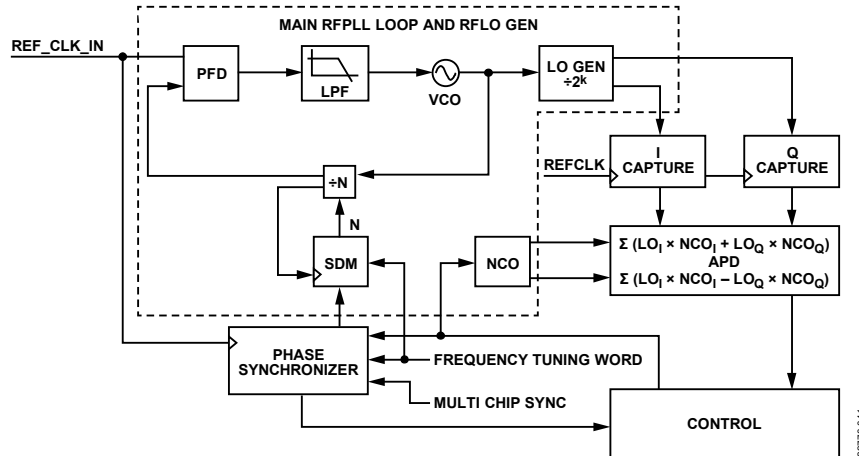 MAIN RFPLL LOOP AND RFLO GEN
REF_CLK_IN
PFD
LPF
VCO
LO GEN
÷2ᵏ
REFCLK
I
CAPTURE
Q
CAPTURE
÷N
N
SDM
NCO
Σ (LO_I × NCO_I + LO_Q × NCO_Q)
APD
Σ (LO_I × NCO_I − LO_Q × NCO_Q)
PHASE
SYNCHRONIZER
FREQUENCY TUNING WORD
MULTI CHIP SYNC
CONTROL